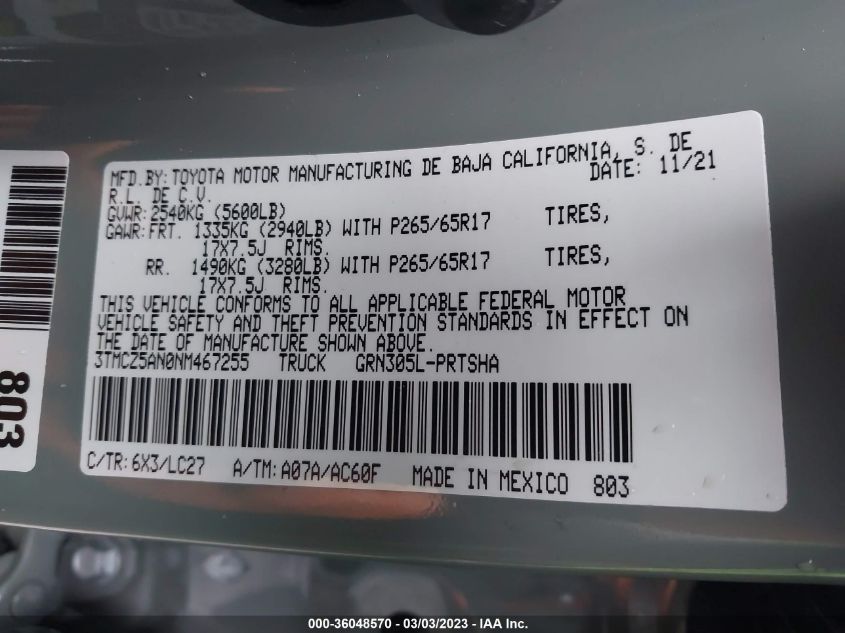 MFD.BY: TOYOTA MOTOR MANUFACTURING DE BAJA CALIFORNIA, S. DE
R.L. DE C.V. DATE: 11/21
GVWR: 2540KG (5600LB)
GAWR: FRT. 1335KG (2940LB) WITH P265/65R17 TIRES,
17X7.5J RIMS.
RR. 1490KG (3280LB) WITH P265/65R17 TIRES,
17X7.5J RIMS.
THIS VEHICLE CONFORMS TO ALL APPLICABLE FEDERAL MOTOR
VEHICLE SAFETY AND THEFT PREVENTION STANDARDS IN EFFECT ON
THE DATE OF MANUFACTURE SHOWN ABOVE.
3TMCZ5AN0NM467255 TRUCK GRN305L-PRTSHA
C/TR: 6X3/LC27 A/TM: A07A/AC60F MADE IN MEXICO 803
803
000-36048570 / 03/03/2023 - IAA Inc.